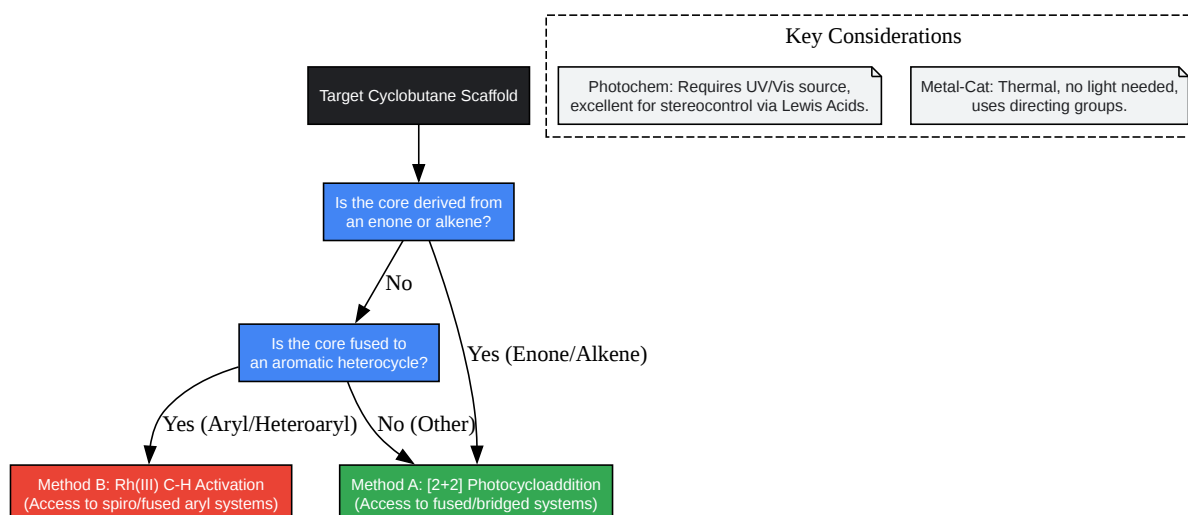 Key Considerations
Target Cyclobutane Scaffold
Photochem: Requires UV/Vis source,
excellent for stereocontrol via Lewis Acids.
Metal-Cat: Thermal, no light needed,
uses directing groups.
Is the core derived from
an enone or alkene?
No
Is the core fused to
an aromatic heterocycle?
Yes (Enone/Alkene)
Yes (Aryl/Heteroaryl)
No (Other)
Method B: Rh(III) C-H Activation
(Access to spiro/fused aryl systems)
Method A: [2+2] Photocycloaddition
(Access to fused/bridged systems)